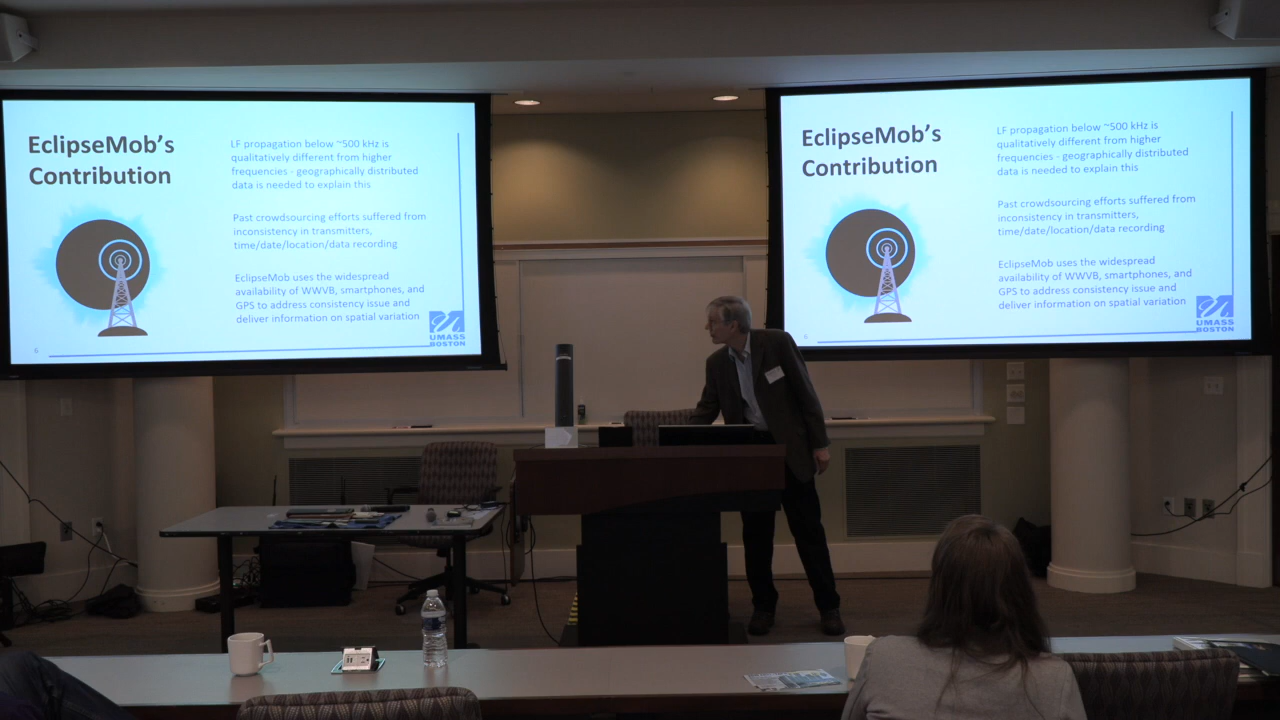 EclipseMob's
Contribution
LF propagation below ~500 kHz is
qualitatively different from higher
frequencies - geographically distributed
data is needed to explain this
Past crowdsourcing efforts suffered from
inconsistency in transmitters,
time/date/location/data recording
EclipseMob uses the widespread
availability of WWVB, smartphones, and
GPS to address consistency issue and
deliver information on spatial variation
UMASS
BOSTON
6
EclipseMob's
Contribution
LF propagation below ~500 kHz is
qualitatively different from higher
frequencies - geographically distributed
data is needed to explain this
Past crowdsourcing efforts suffered from
inconsistency in transmitters,
time/date/location/data recording
EclipseMob uses the widespread
availability of WWVB, smartphones, and
GPS to address consistency issue and
deliver information on spatial variation
UMASS
BOSTON
6